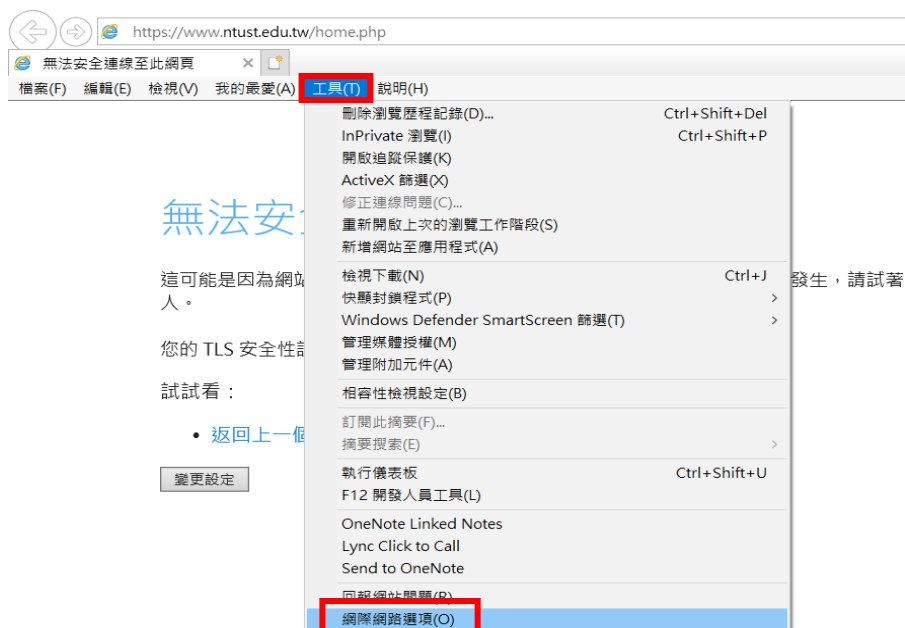 https://www.ntust.edu.tw/home.php
無法安全連線至此網頁
檔案(F) 編輯(E) 檢視(V) 我的最愛(A) 工具(T) 說明(H)
刪除瀏覽歷程記錄(D)... Ctrl+Shift+Del
InPrivate 瀏覽(I) Ctrl+Shift+P
開啟追蹤保護(K)
ActiveX 篩選(X)
修正連線問題(C)...
重新開啟上次的瀏覽工作階段(S)
新增網站至應用程式(A)
檢視下載(N) Ctrl+J
快顯封鎖程式(P)
Windows Defender SmartScreen 篩選(T)
管理媒體授權(M)
管理附加元件(A)
相容性檢視設定(B)
訂閱此摘要(F)...
摘要搜索(E)
執行儀表板 Ctrl+Shift+U
F12 開發人員工具(L)
OneNote Linked Notes
Lync Click to Call
Send to OneNote
回報網站問題(R)
網際網路選項(O)
無法安
這可能是因為網站 發生，請試著
人。
您的 TLS 安全性
試試看：
返回上一個
變更設定